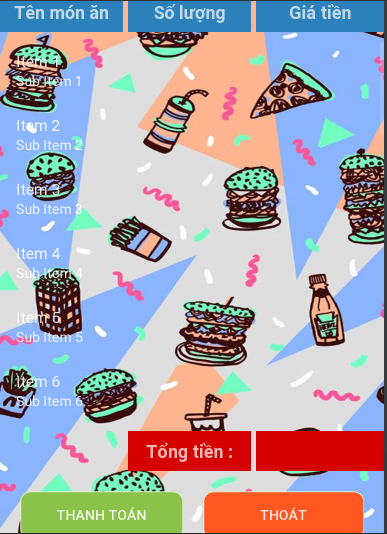 Tên món ăn Số lượng Giá tiền
Item 1
Sub Item 1
Item 2
Sub Item 2
Item 3
Sub Item 3
Item 4
Sub Item 4
Item 5
Sub Item 5
Item 6
Sub Item 6
Tổng tiền :
THANH TOÁN THOÁT